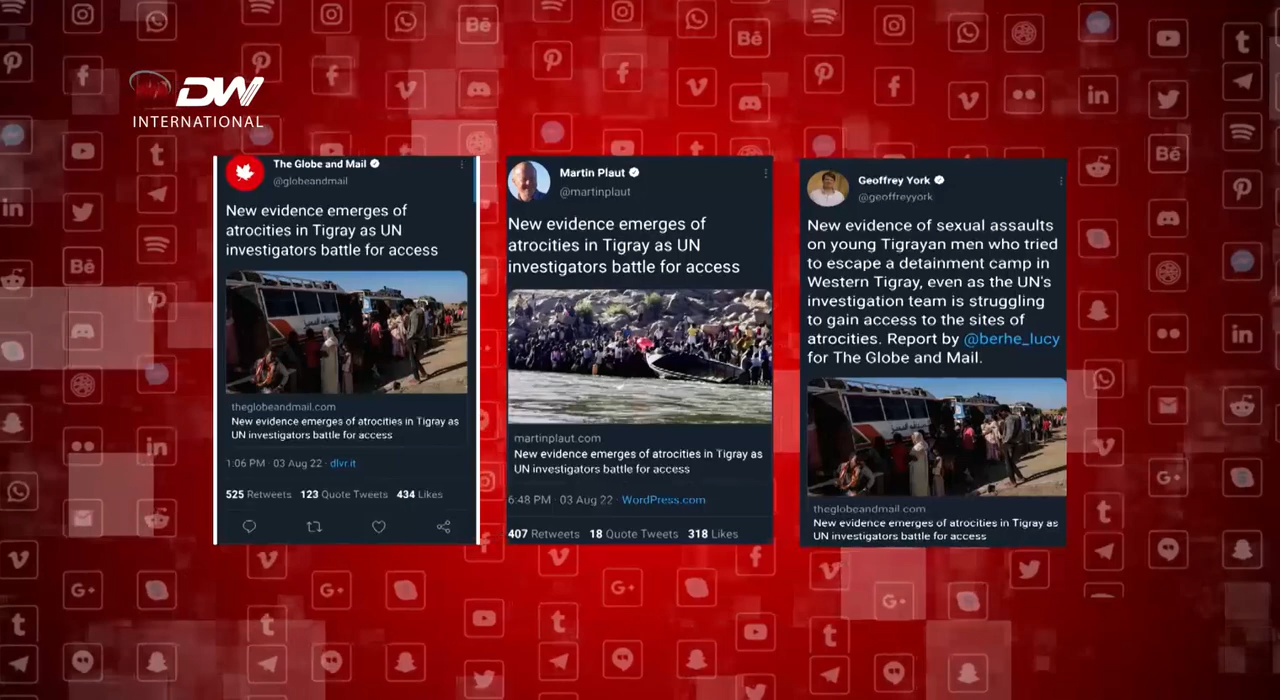 DW
INTERNATIONAL
The Globe and Mail
@globeandmail
New evidence emerges of
atrocities in Tigray as UN
investigators battle for access
theglobeandmail.com
New evidence emerges of atrocities in Tigray as
UN investigators battle for access
1:06 PM · 03 Aug 22 · dlvr.it
525 Retweets 123 Quote Tweets 434 Likes
Martin Plaut
@martinplaut
New evidence emerges of
atrocities in Tigray as UN
investigators battle for access
martinplaut.com
New evidence emerges of atrocities in Tigray as
UN investigators battle for access
6:48 PM · 03 Aug 22 · WordPress.com
407 Retweets 18 Quote Tweets 318 Likes
Geoffrey York
@geoffreyyork
New evidence of sexual assaults
on young Tigrayan men who tried
to escape a detainment camp in
Western Tigray, even as the UN's
investigation team is struggling
to gain access to the sites of
atrocities. Report by @berhe_lucy
for The Globe and Mail.
theglobeandmail.com
New evidence emerges of atrocities in Tigray as
UN investigators battle for access